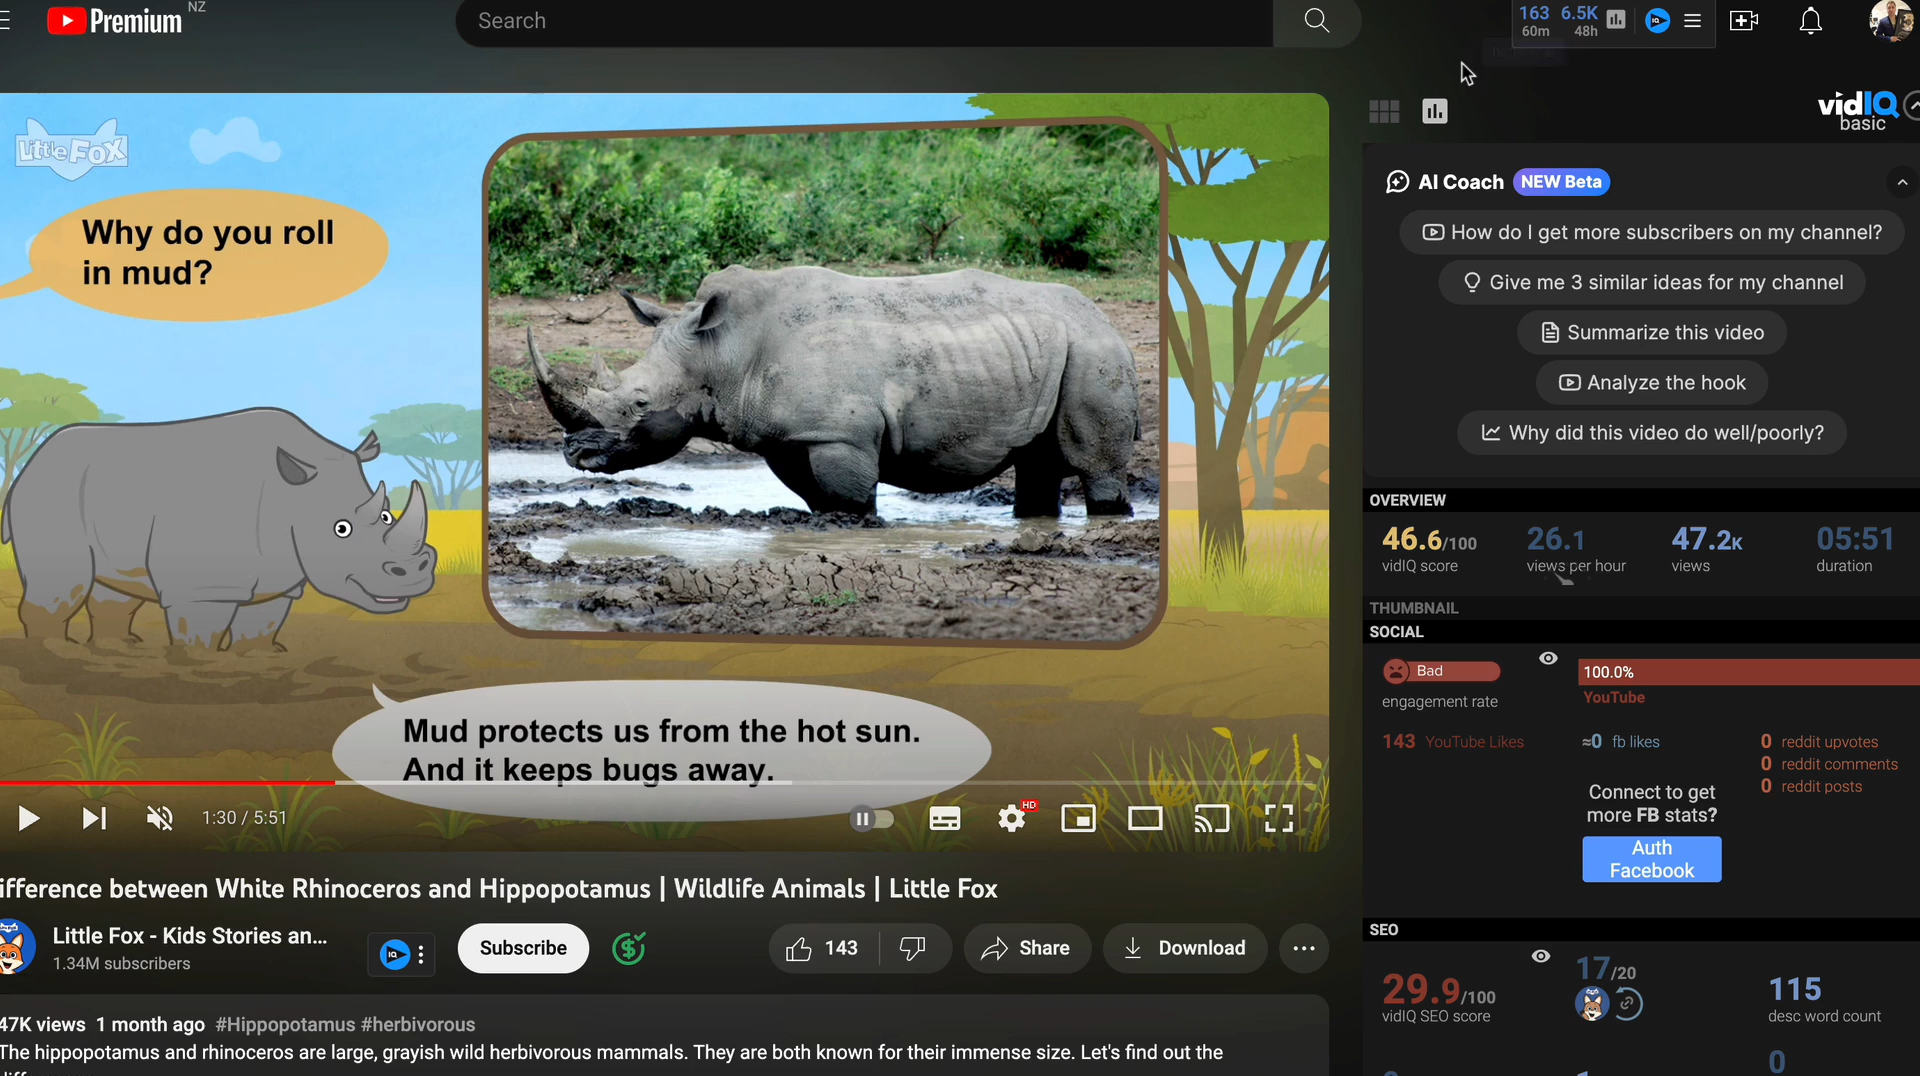 Premium
NZ
Search
163 6.5K
60m 48h
IQ
Little Fox
Why do you roll
in mud?
Mud protects us from the hot sun.
And it keeps bugs away.
1:30 / 5:51
HD
ifference between White Rhinoceros and Hippopotamus | Wildlife Animals | Little Fox
Little Fox - Kids Stories an...
1.34M subscribers
IQ
Subscribe
143
Share
Download
47K views 1 month ago #Hippopotamus #herbivorous
The hippopotamus and rhinoceros are large, grayish wild herbivorous mammals. They are both known for their immense size. Let's find out the
vidIQ
basic
AI Coach NEW Beta
How do I get more subscribers on my channel?
Give me 3 similar ideas for my channel
Summarize this video
Analyze the hook
Why did this video do well/poorly?
OVERVIEW
46.6/100 26.1 47.2K 05:51
vidIQ score views per hour views duration
THUMBNAIL
SOCIAL
Bad
engagement rate
100.0%
YouTube
143 YouTube Likes
≈0 fb likes
0 reddit upvotes
0 reddit comments
0 reddit posts
Connect to get
more FB stats?
Auth
Facebook
SEO
29.9/100
vidIQ SEO score
17/20
115
desc word count
0